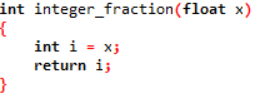 int integer_fraction(float x)
{
    int i = x;
    return i;
}